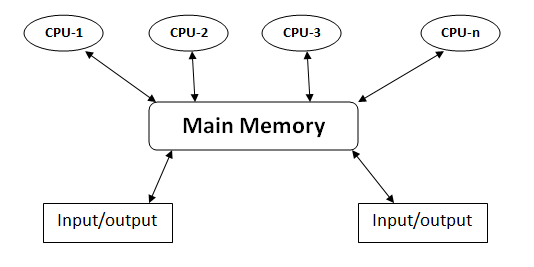 CPU-1
CPU-2
CPU-3
CPU-n
Main Memory
Input/output
Input/output